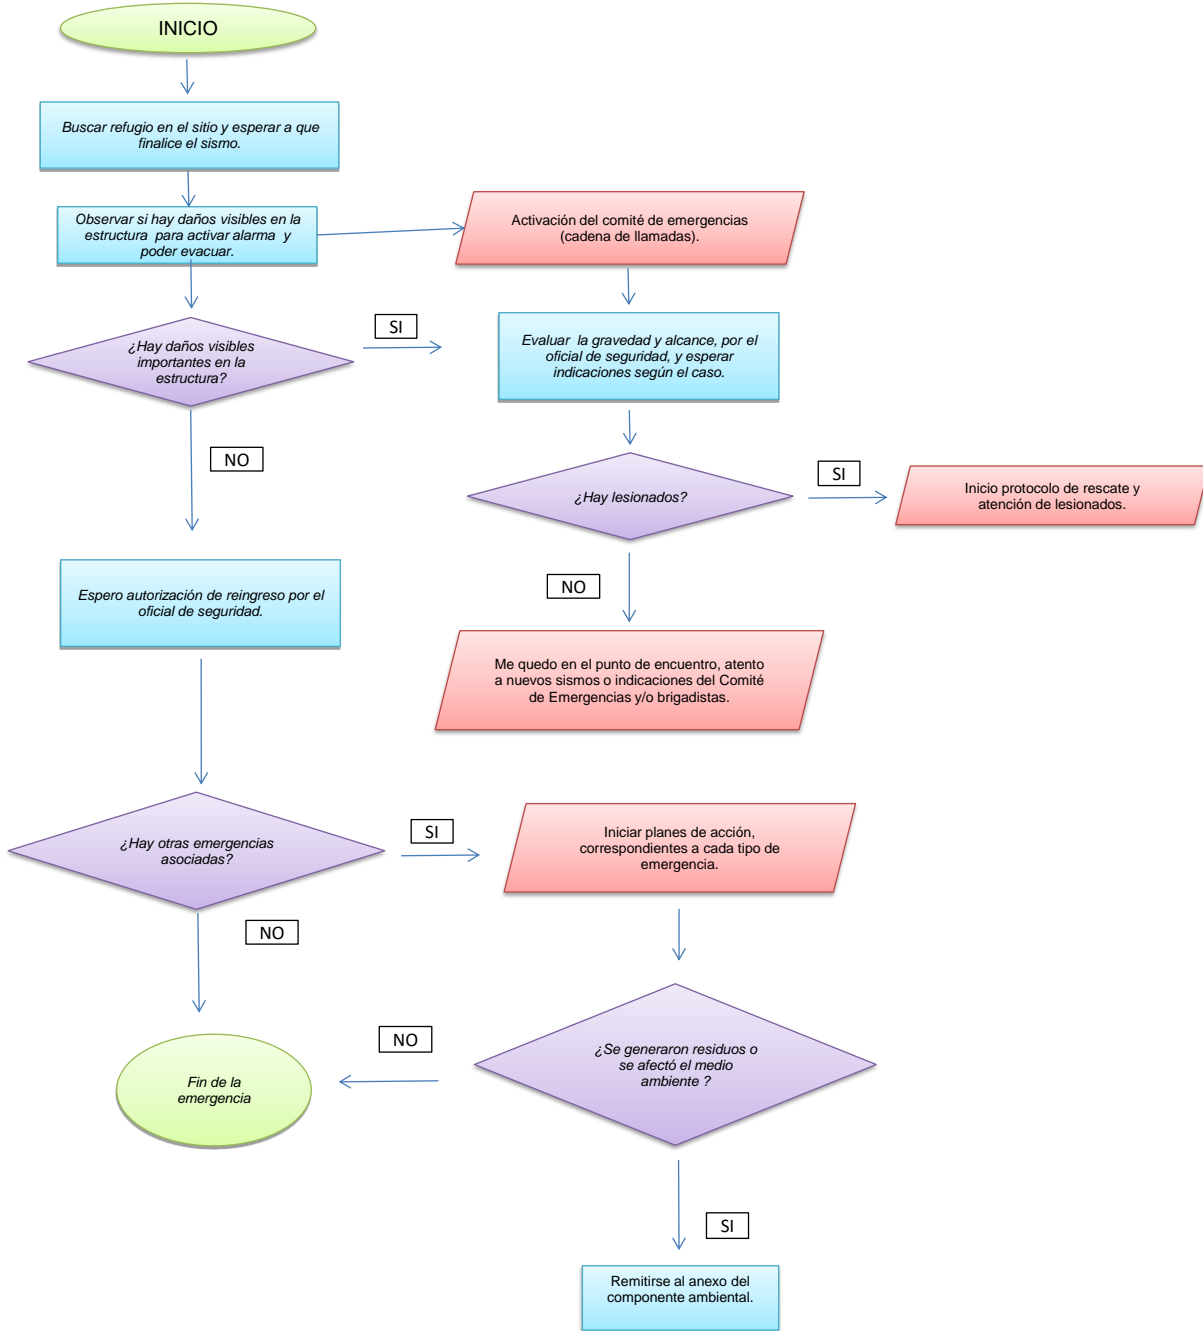 INICIO
Buscar refugio en el sitio y esperar a que
finalice el sismo.
Observar si hay daños visibles en la
estructura para activar alarma y
poder evacuar.
Activación del comité de emergencias
(cadena de llamadas).
¿Hay daños visibles
importantes en la
estructura?
SI
Evaluar la gravedad y alcance, por el
oficial de seguridad, y esperar
indicaciones según el caso.
NO
¿Hay lesionados?
SI
Inicio protocolo de rescate y
atención de lesionados.
NO
Espero autorización de reingreso por el
oficial de seguridad.
Me quedo en el punto de encuentro, atento
a nuevos sismos o indicaciones del Comité
de Emergencias y/o brigadistas.
¿Hay otras emergencias
asociadas?
SI
Iniciar planes de acción,
correspondientes a cada tipo de
emergencia.
NO
¿Se generaron residuos o
se afectó el medio
ambiente ?
NO
Fin de la
emergencia
SI
Remitirse al anexo del
componente ambiental.